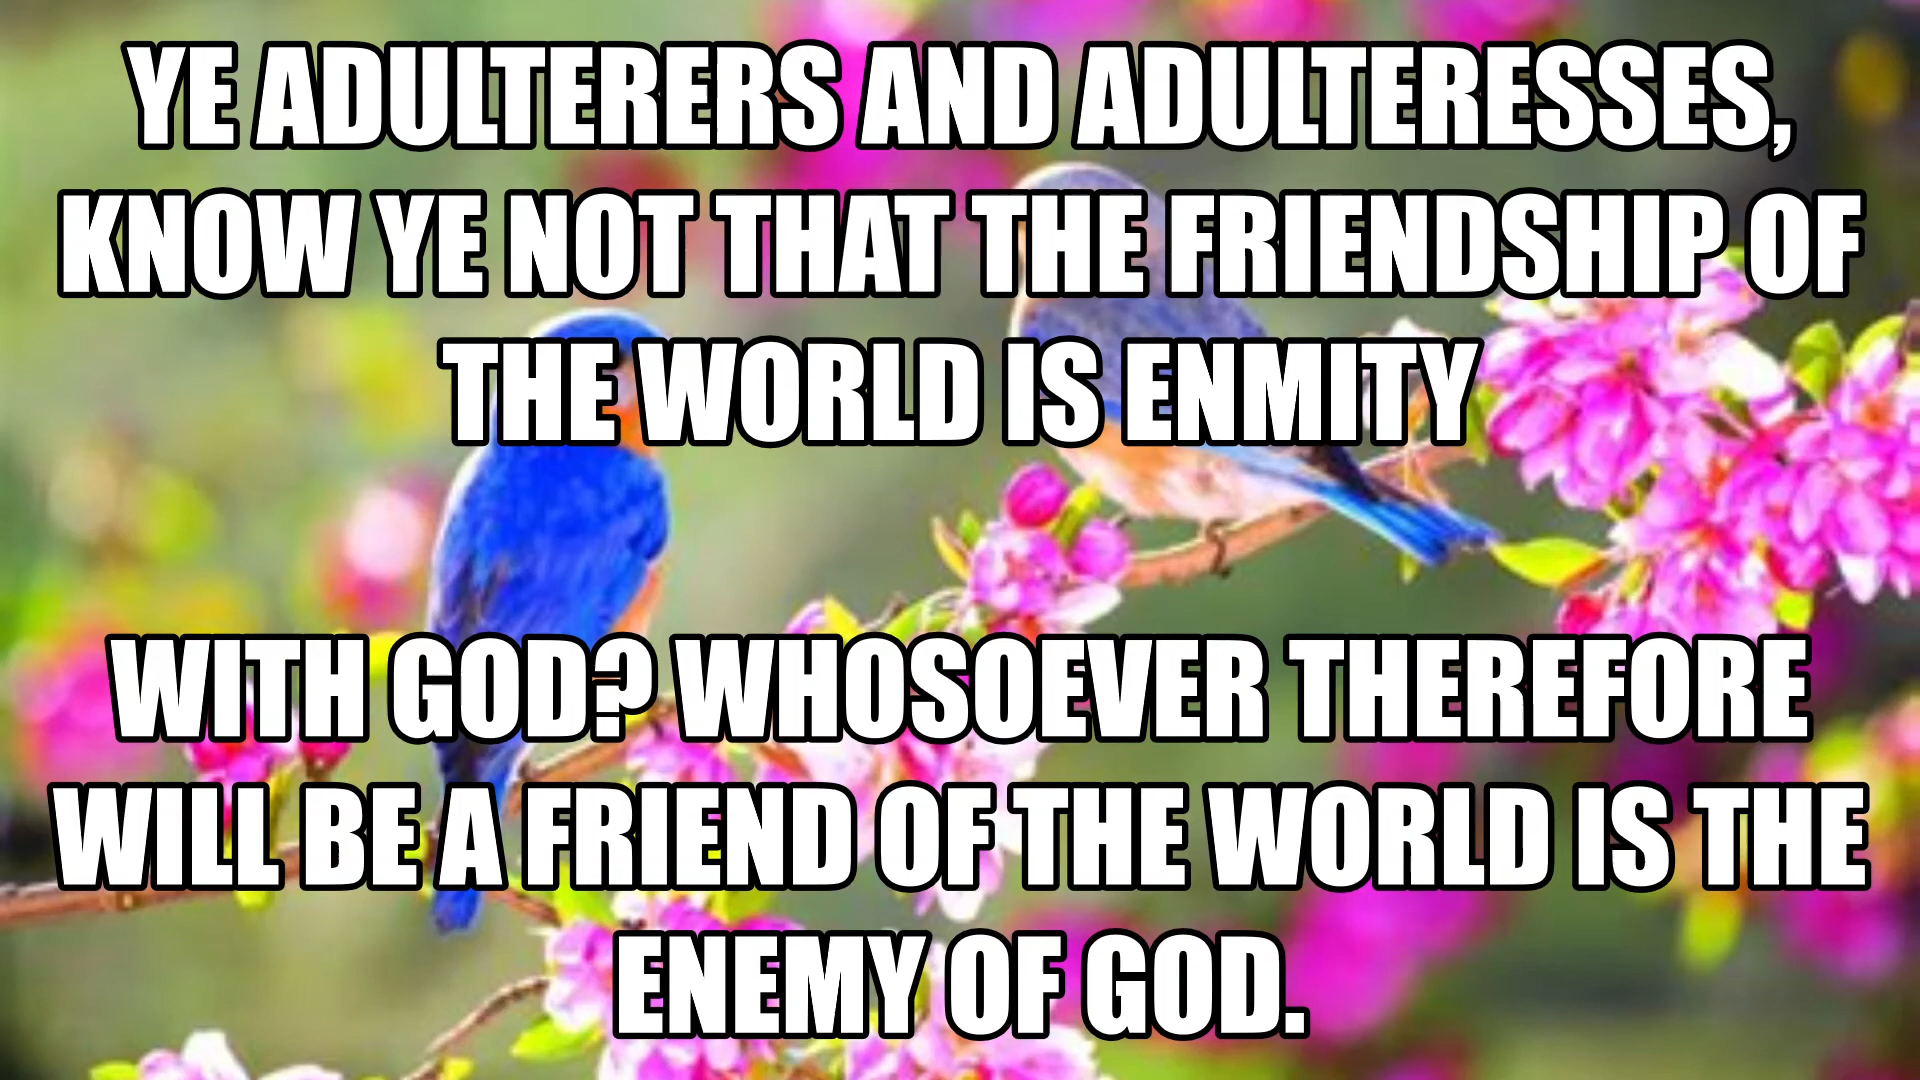 YE ADULTERERS AND ADULTERESSES,
KNOW YE NOT THAT THE FRIENDSHIP OF
THE WORLD IS ENMITY
WITH GOD? WHOSOEVER THEREFORE
WILL BE A FRIEND OF THE WORLD IS THE
ENEMY OF GOD.